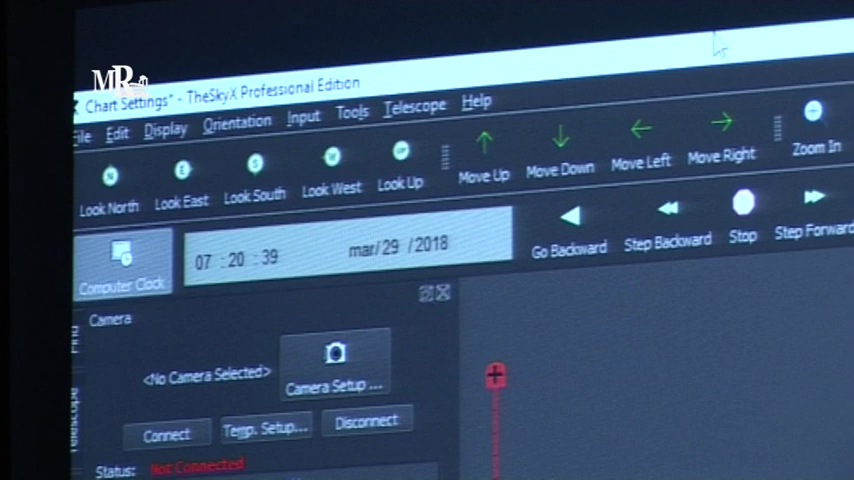 MR
Chart Settings* - TheSkyX Professional Edition
File Edit Display Orientation Input Tools Telescope Help
Look North Look East Look South Look West Look Up Move Up Move Down Move Left Move Right Zoom In
N E S W UP
Computer Clock 07 : 20 : 39 mar/ 29 / 2018 Go Backward Step Backward Stop Step Forward
Camera
Find
<No Camera Selected> Camera Setup ...
Telescope
Connect Temp. Setup... Disconnect
Status: Not Connected